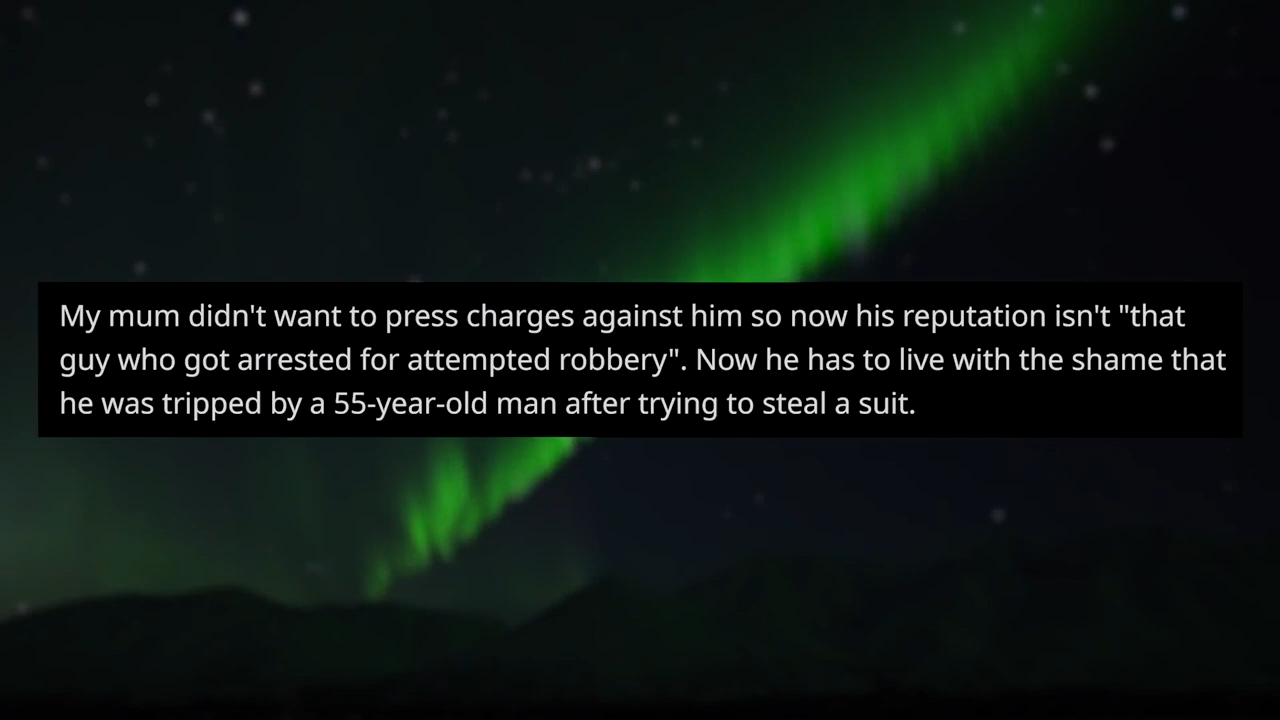 My mum didn't want to press charges against him so now his reputation isn't "that
guy who got arrested for attempted robbery". Now he has to live with the shame that
he was tripped by a 55-year-old man after trying to steal a suit.